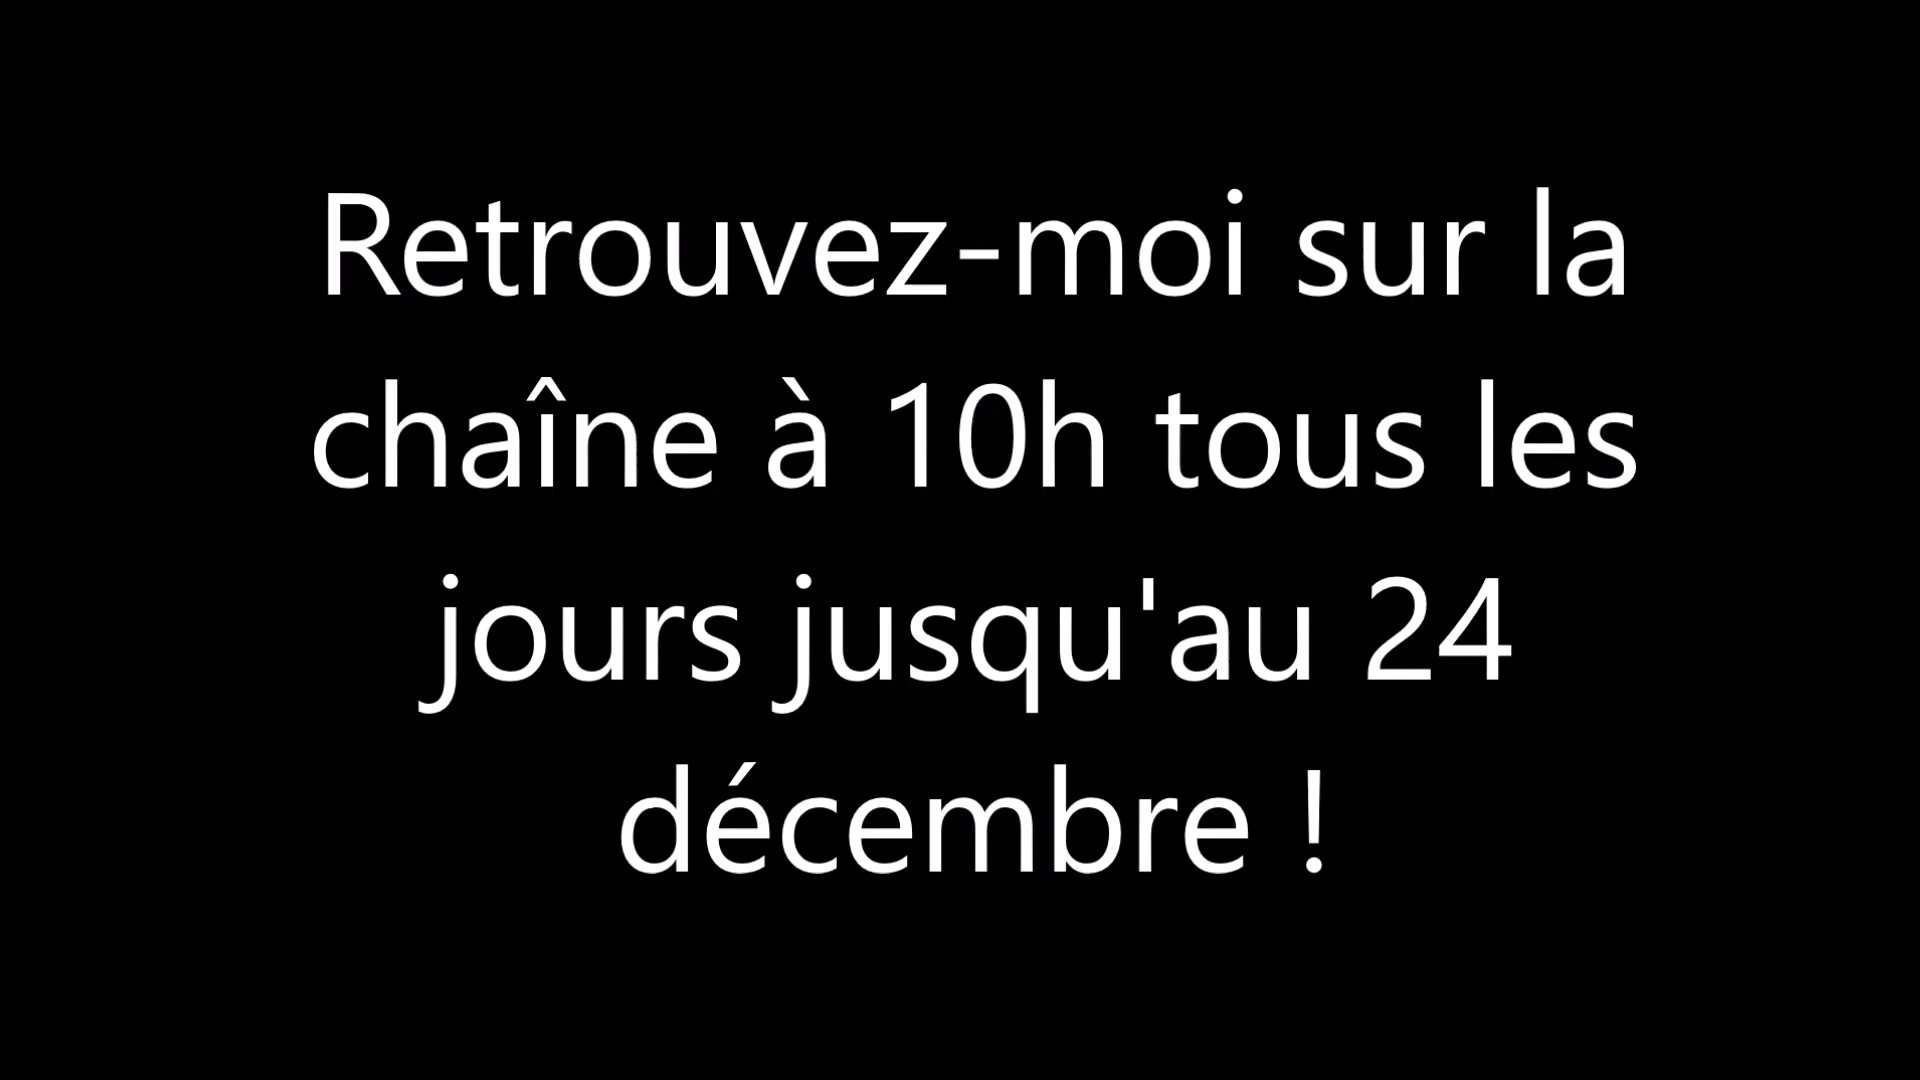 Retrouvez-moi sur la
chaîne à 10h tous les
jours jusqu'au 24
décembre !